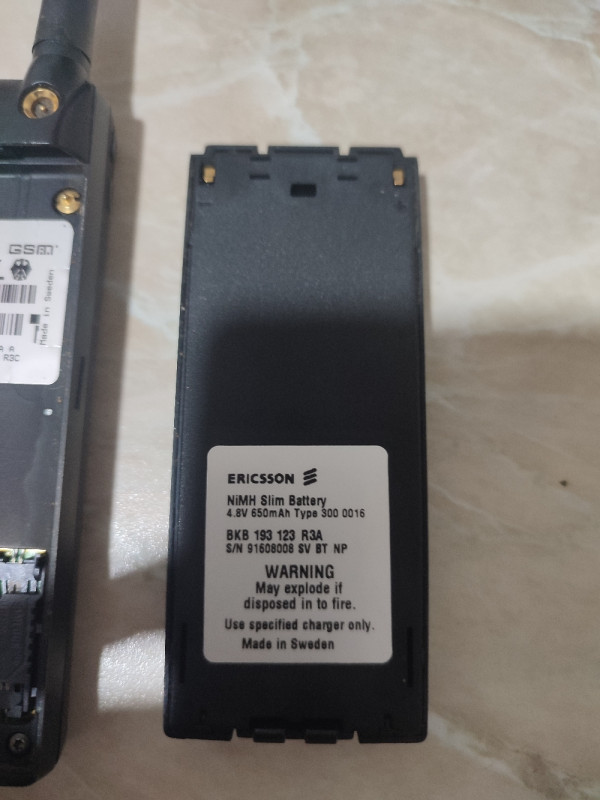 GSM
Made in Sweden
R3C
ERICSSON
NiMH Slim Battery
4.8V 650mAh Type 300 0016
BKB 193 123 R3A
S/N 91608008 SV BT NP
WARNING
May explode if
disposed in to fire.
Use specified charger only.
Made in Sweden